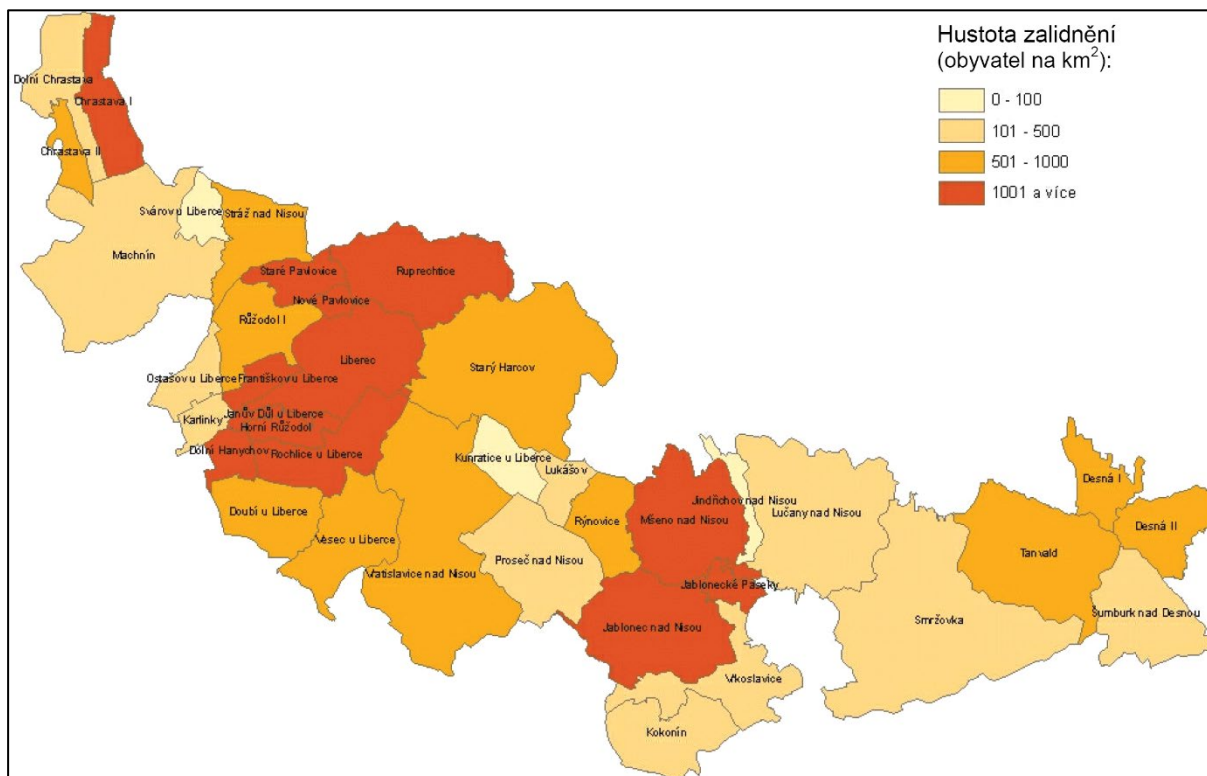 Hustota zalidnění
(obyvatel na km²):
0 - 100
101 - 500
501 - 1000
1001 a více
Dolní Chrastava
Chrastava I
Chrastava II
Svárov u Liberce
Stráž nad Nisou
Machnín
Staré Pavlovice
Ruprechtice
Nové Pavlovice
Růžodol I
Liberec
Starý Harcov
Ostašov u Liberce
Františkov u Liberce
Karlinky
Janův Důl u Liberce
Horní Růžodol
Dolní Hanychov
Rochlice u Liberce
Kunratice u Liberce
Lukášov
Doubí u Liberce
Vesec u Liberce
Vratislavice nad Nisou
Proseč nad Nisou
Rýnovice
Mšeno nad Nisou
Jindřichov nad Nisou
Lučany nad Nisou
Jablonecké Paseky
Jablonec nad Nisou
Vrkoslavice
Kokonín
Smržovka
Tanvald
Desná I
Desná II
Šumburk nad Desnou